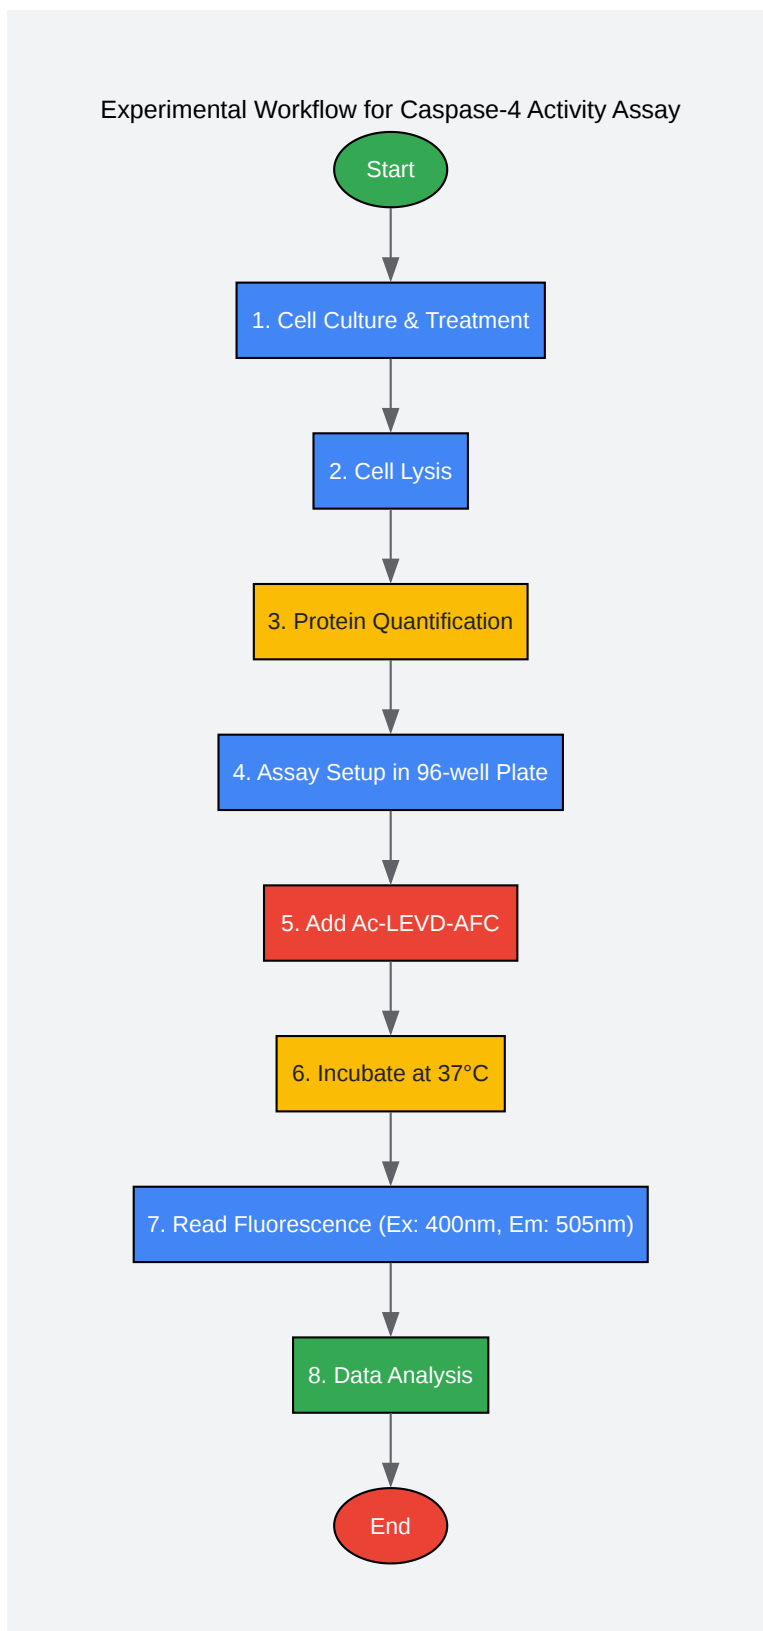 Experimental Workflow for Caspase-4 Activity Assay
Start
1. Cell Culture & Treatment
2. Cell Lysis
3. Protein Quantification
4. Assay Setup in 96-well Plate
5. Add Ac-LEVD-AFC
6. Incubate at 37°C
7. Read Fluorescence (Ex: 400nm, Em: 505nm)
8. Data Analysis
End